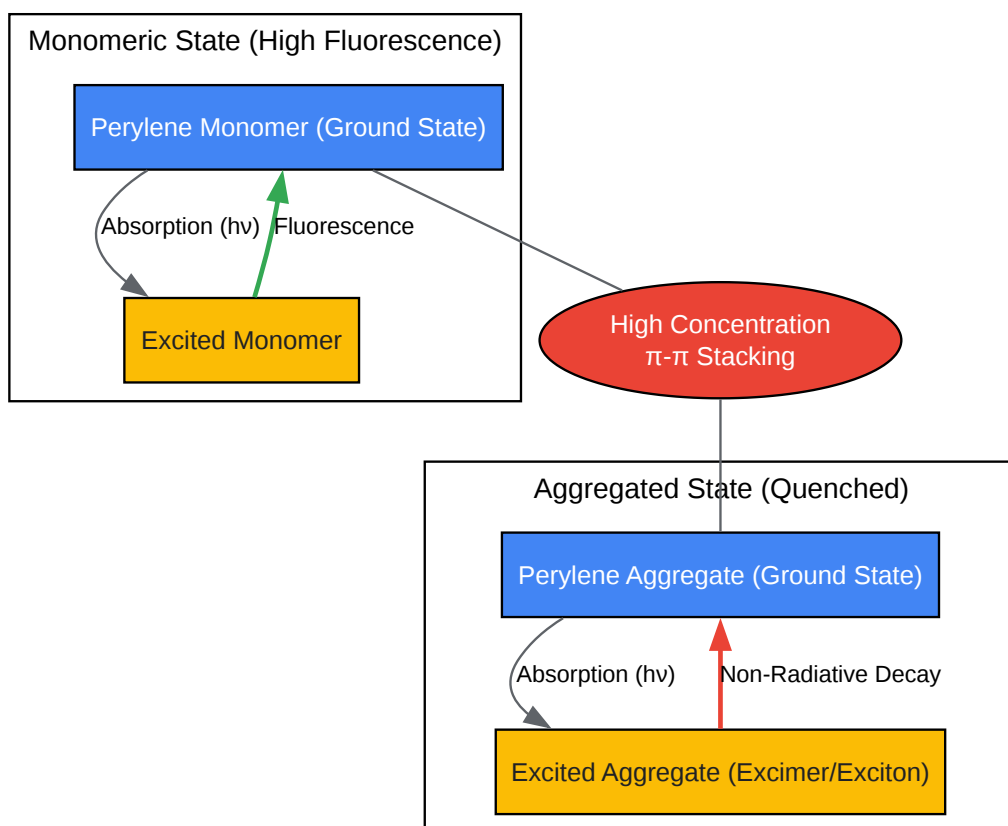 Monomeric State (High Fluorescence)
Perylene Monomer (Ground State)
Absorption (hν)
Fluorescence
Excited Monomer
High Concentration
π-π Stacking
Aggregated State (Quenched)
Perylene Aggregate (Ground State)
Absorption (hν)
Non-Radiative Decay
Excited Aggregate (Excimer/Exciton)